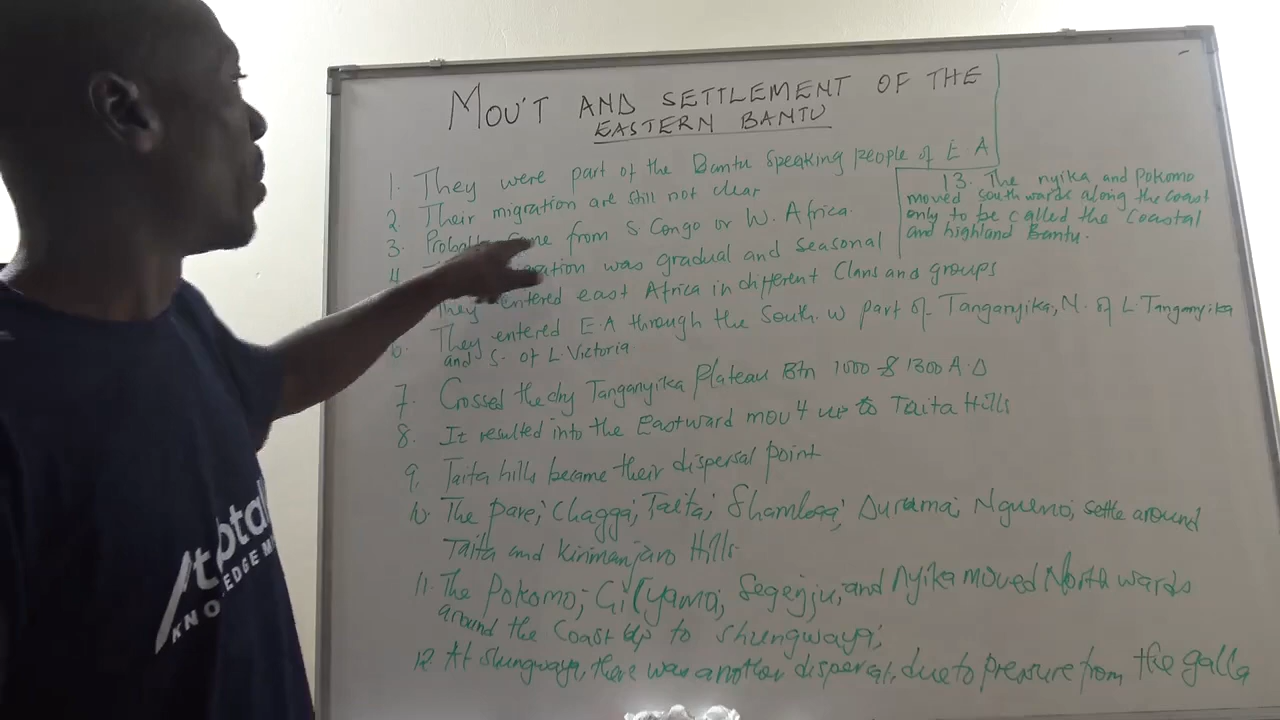 MOU'T AND SETTLEMENT OF THE
EASTERN BANTU
1. They were part of the Bantu speaking people of E A
2. Their migration are still not clear
3. Probably came from S. Congo or W. Africa.
4 was gradual and seasonal
They entered east Africa in different Clans and groups
6. They entered E.A through the South. W part of Tanganyika, N. of L. Tanganyika
and S. of L. Victoria
7. Crossed the dry Tanganyika Plateau Btn 1000 & 1300 A.D
8. It resulted into the Eastward mov't up to Taita Hills
9. Taita hills became their dispersal point
10. The pare; Chagga; Taita; Shambaa; Durama; Ngueno; settle around
Taita and Kirimanjaro Hills.
11. The Pokomo; Giryama; Segenju, and Nyika moved North wards
around the Coast up to Shungwaya;
12. At Shungwaya, there was another dispersal, due to pressure from the galla
13. The nyika and Pokomo
moved southwards along the coast
only to be called the Coastal
and highland Bantu.